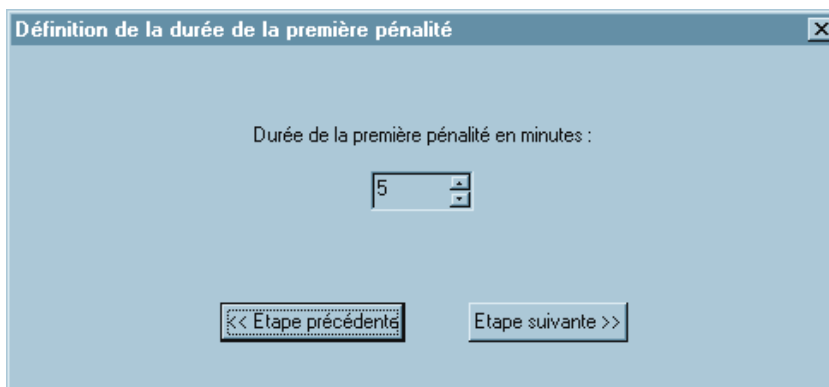 Définition de la durée de la première pénalité
Durée de la première pénalité en minutes :
5
<< Etape précédente
Etape suivante >>